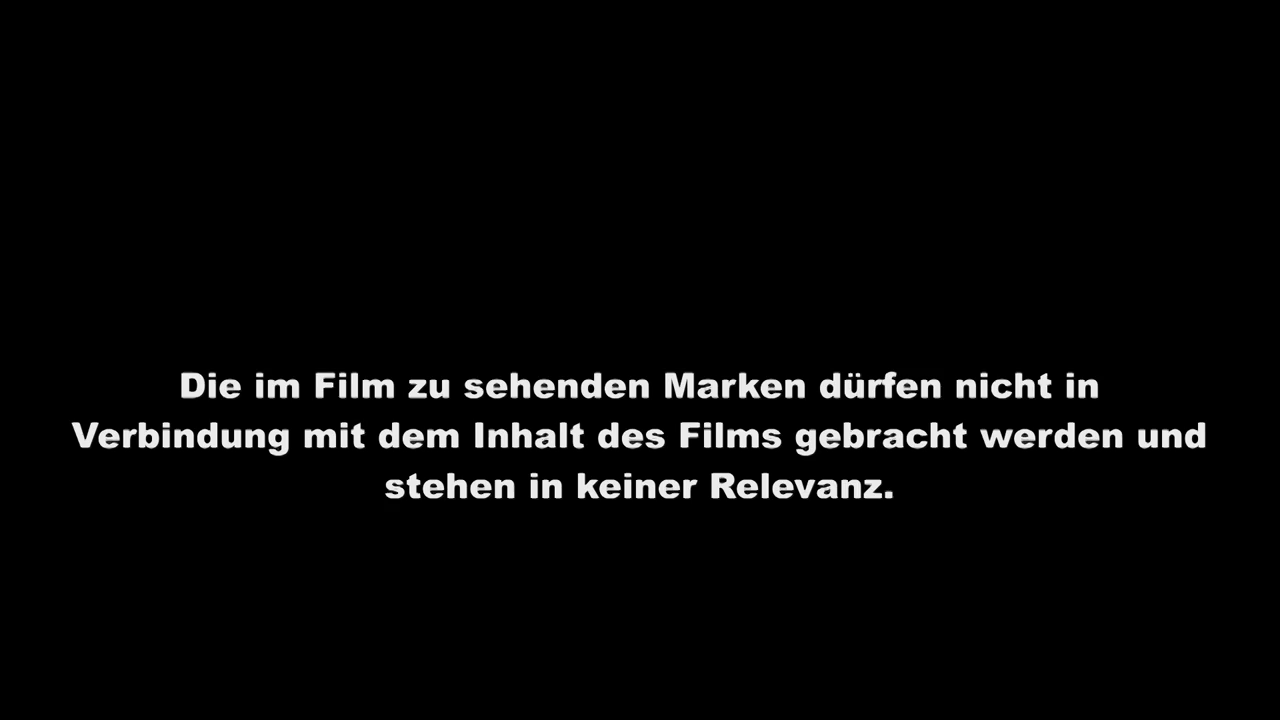 Die im Film zu sehenden Marken dürfen nicht in
Verbindung mit dem Inhalt des Films gebracht werden und
stehen in keiner Relevanz.